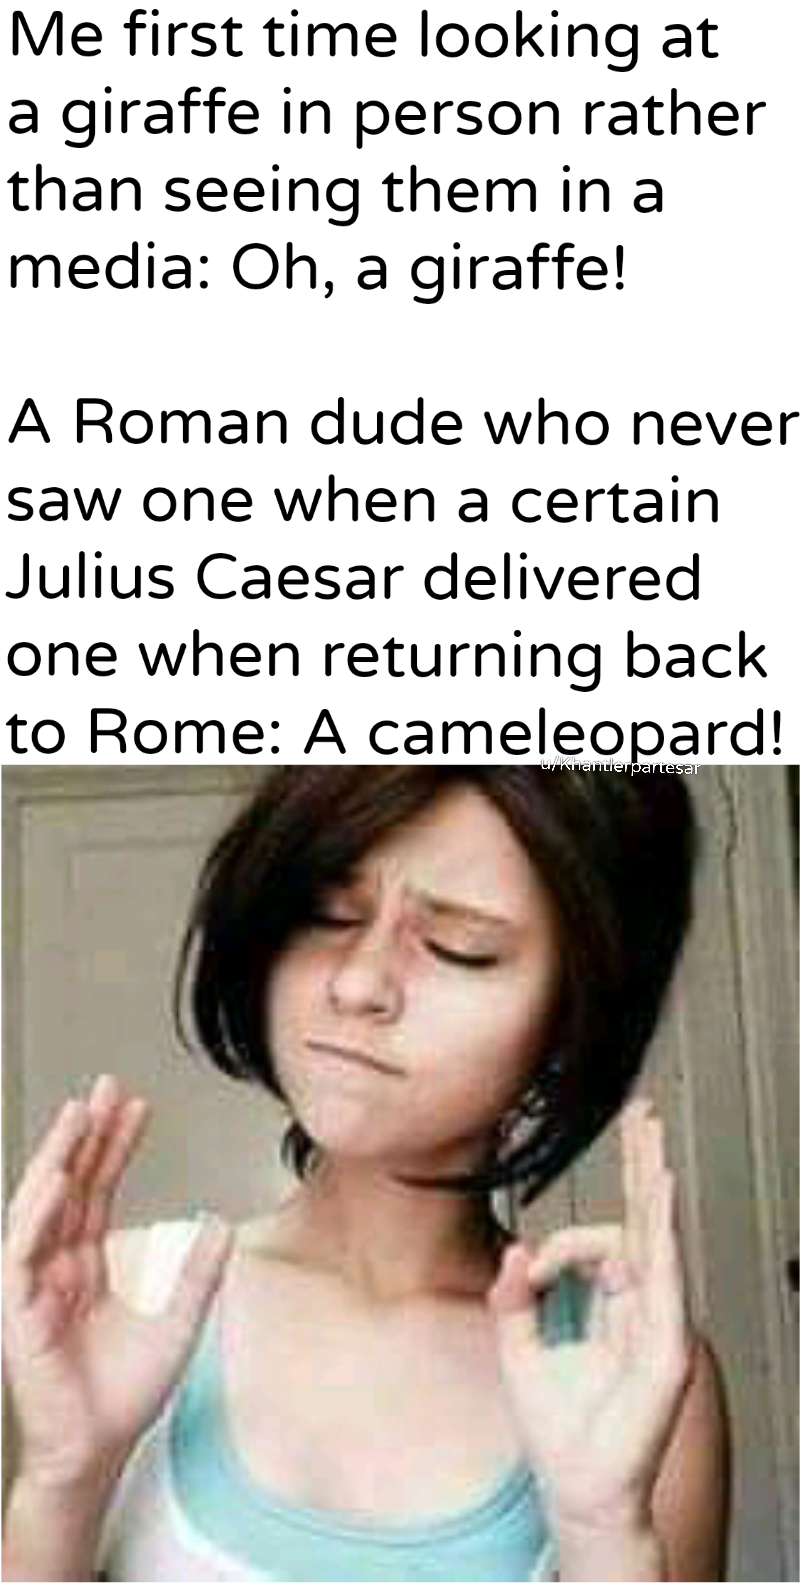 Me first time looking at
a giraffe in person rather
than seeing them in a
media: Oh, a giraffe!
A Roman dude who never
saw one when a certain
Julius Caesar delivered
one when returning back
to Rome: A cameleopard!
u/Khantlerpartesar